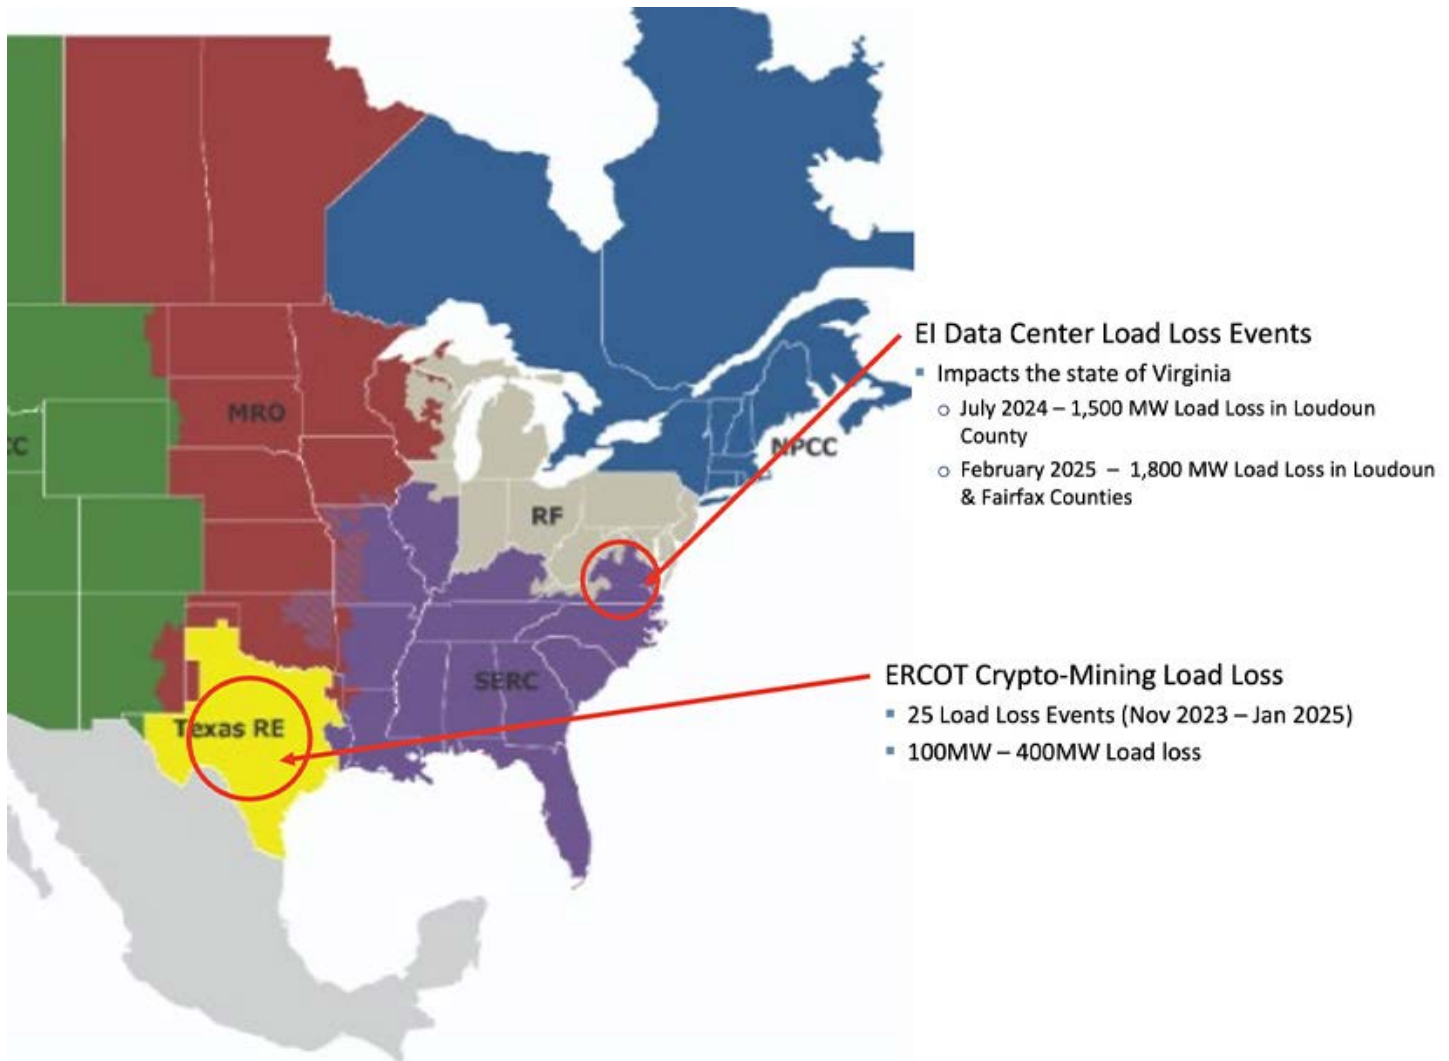 EI Data Center Load Loss Events
Impacts the state of Virginia
July 2024 – 1,500 MW Load Loss in Loudoun
County
February 2025 – 1,800 MW Load Loss in Loudoun
& Fairfax Counties
MRO
NPCC
CC
RF
SERC
ERCOT Crypto-Mining Load Loss
25 Load Loss Events (Nov 2023 – Jan 2025)
100MW – 400MW Load loss
Texas RE